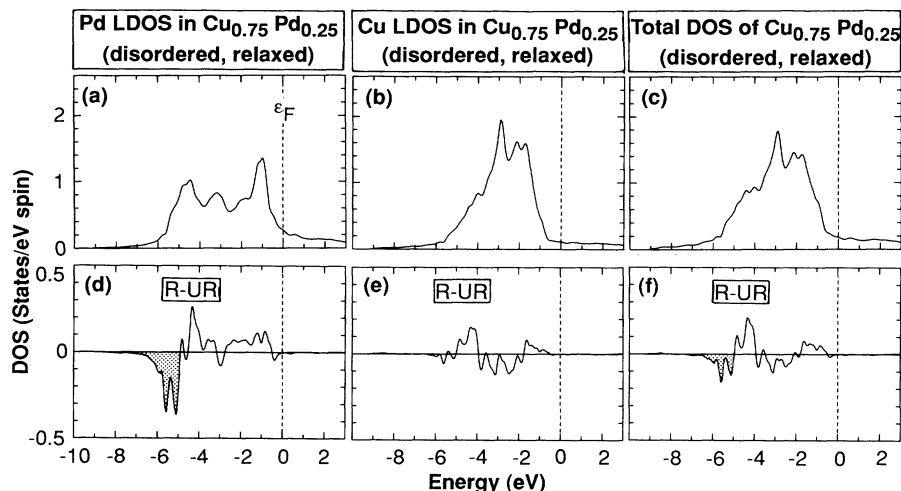 Pd LDOS in Cu0.75 Pd0.25
(disordered, relaxed)
Cu LDOS in Cu0.75 Pd0.25
(disordered, relaxed)
Total DOS of Cu0.75 Pd0.25
(disordered, relaxed)
(a)
εF
(b)
(c)
2
1
0
DOS (States/eV spin)
(d)
R-UR
(e)
R-UR
(f)
R-UR
0.5
0
-0.5
-10 -8 -6 -4 -2 0 2
-8 -6 -4 -2 0 2
-8 -6 -4 -2 0 2
Energy (eV)